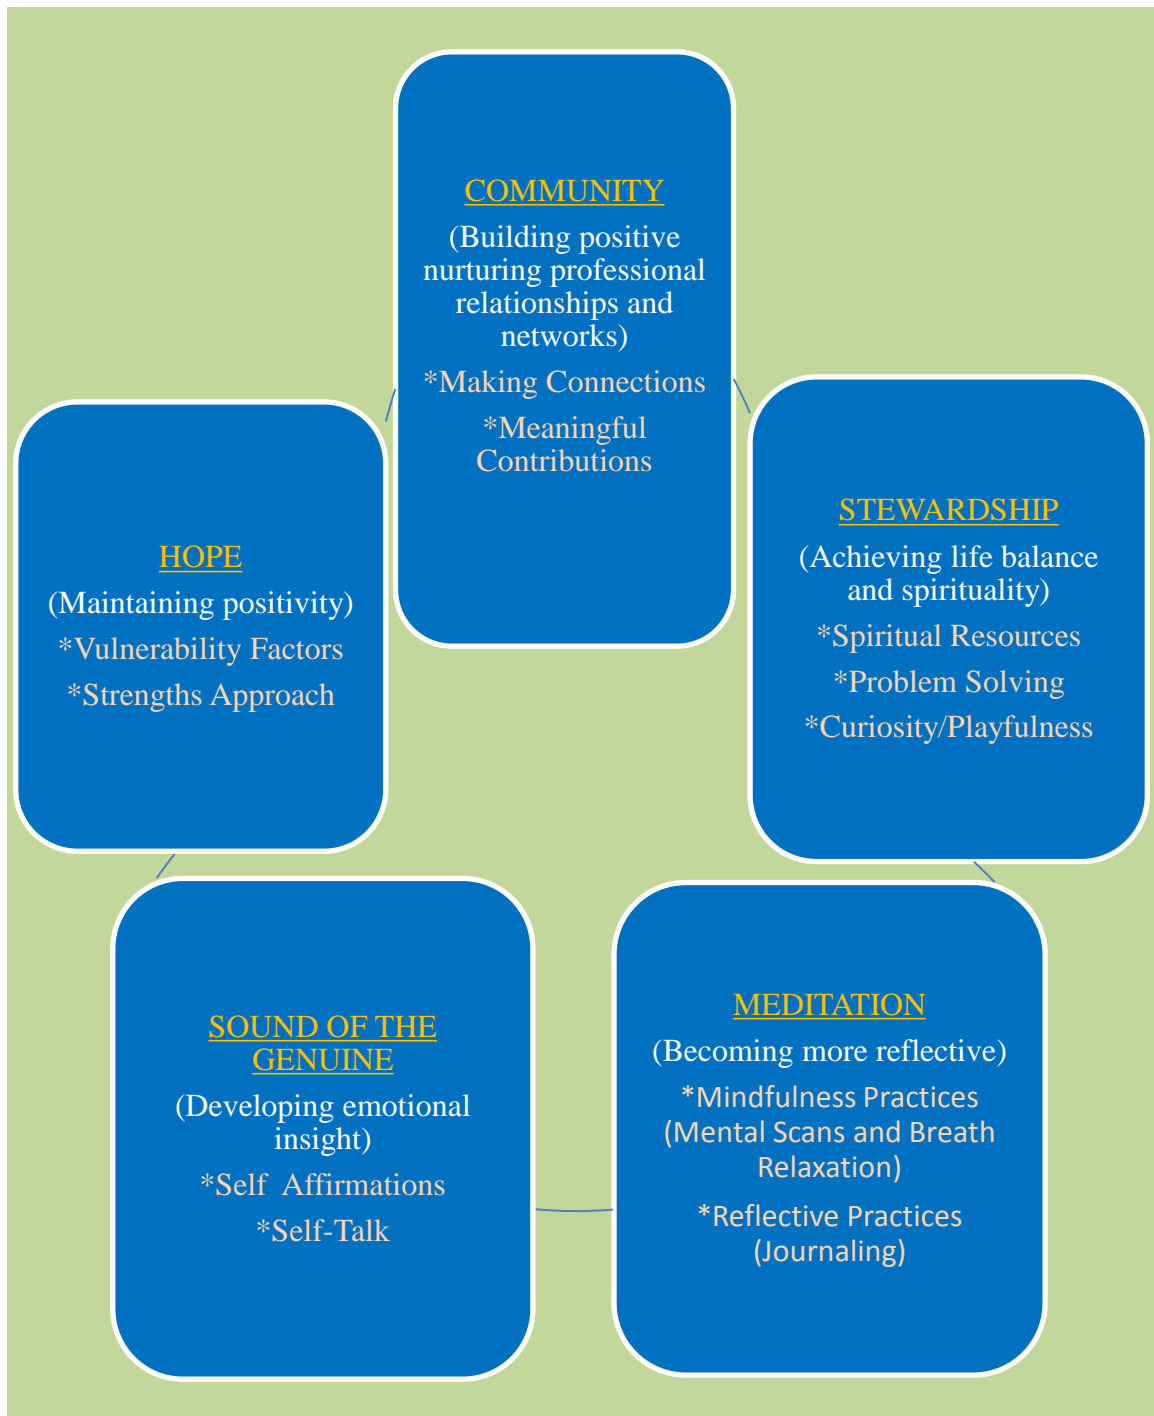 COMMUNITY
(Building positive
nurturing professional
relationships and
networks)
*Making Connections
*Meaningful
Contributions
STEWARDSHIP
(Achieving life balance
and spirituality)
*Spiritual Resources
*Problem Solving
*Curiosity/Playfulness
MEDITATION
(Becoming more reflective)
*Mindfulness Practices
(Mental Scans and Breath
Relaxation)
*Reflective Practices
(Journaling)
SOUND OF THE
GENUINE
(Developing emotional
insight)
*Self  Affirmations
*Self-Talk
HOPE
(Maintaining positivity)
*Vulnerability Factors
*Strengths Approach